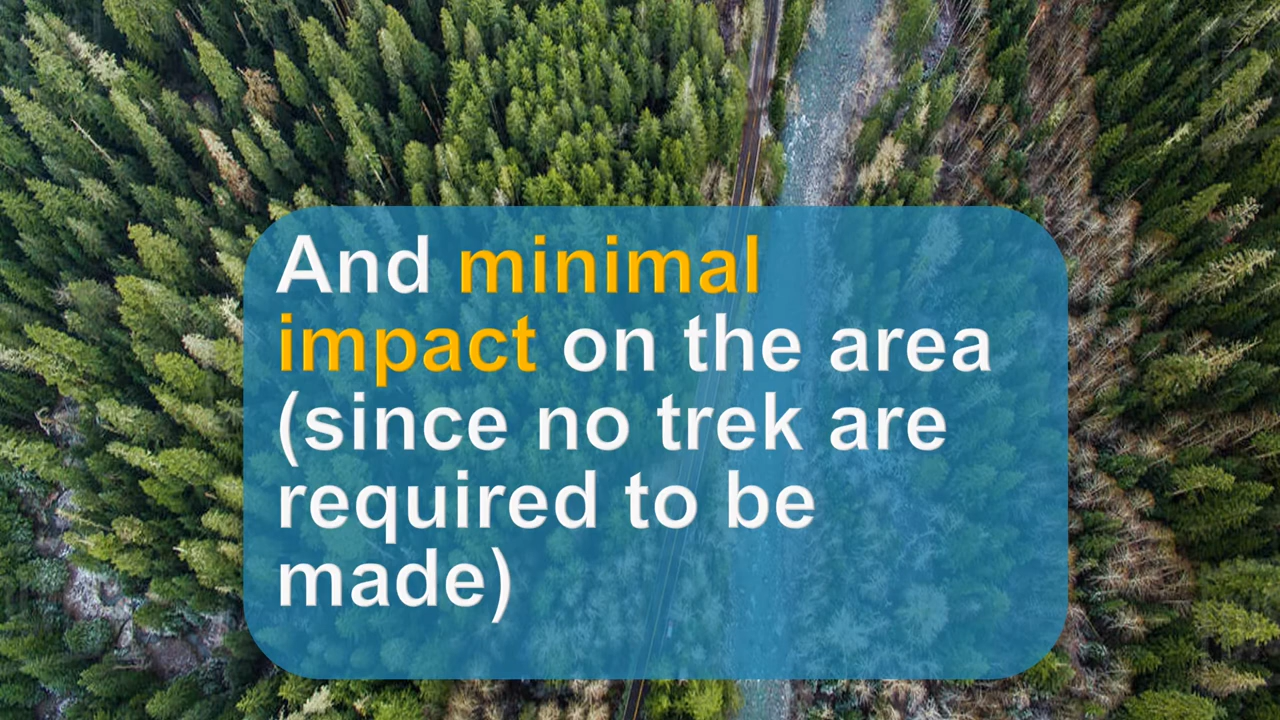 And minimal
impact on the area
(since no trek are
required to be
made)